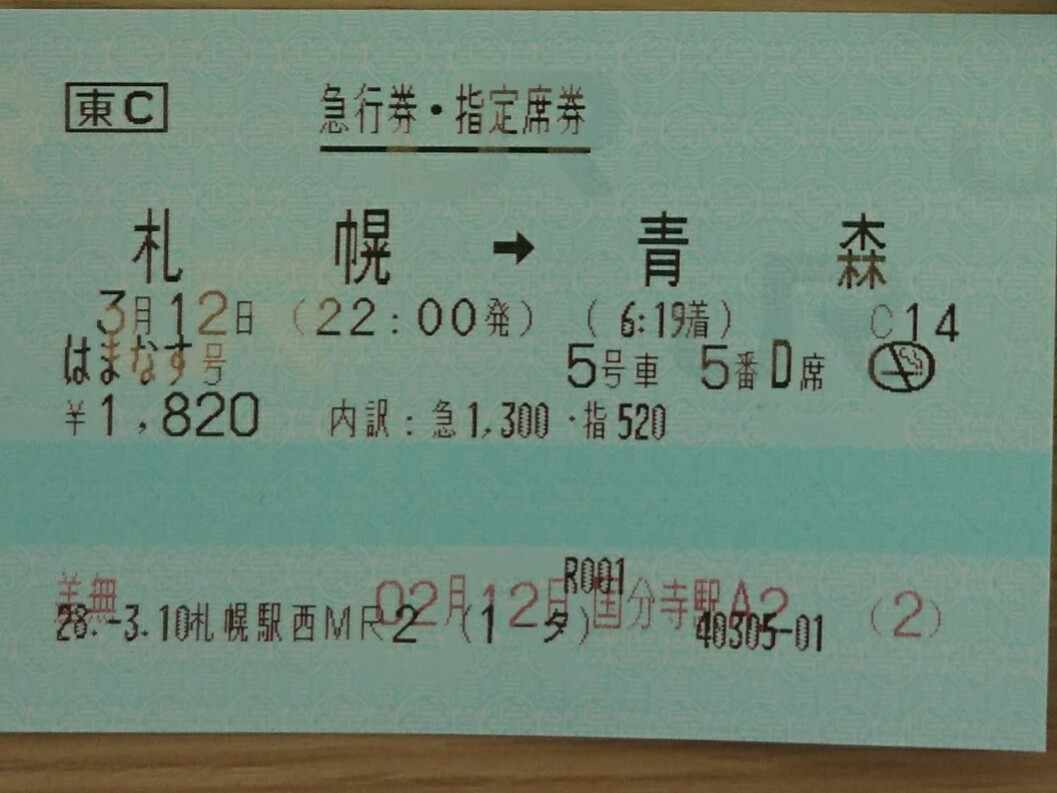 東C 急行券・指定席券
札幌 → 青森
3月12日 (22:00発) (6:19着) C14
はまなす号 5号車 5番D席
¥1,820 内訳:急1,300・指520
R001
02月12日国分寺駅A2 (2)
28.-3.10札幌駅西MR2 (1 タ) 40305-01